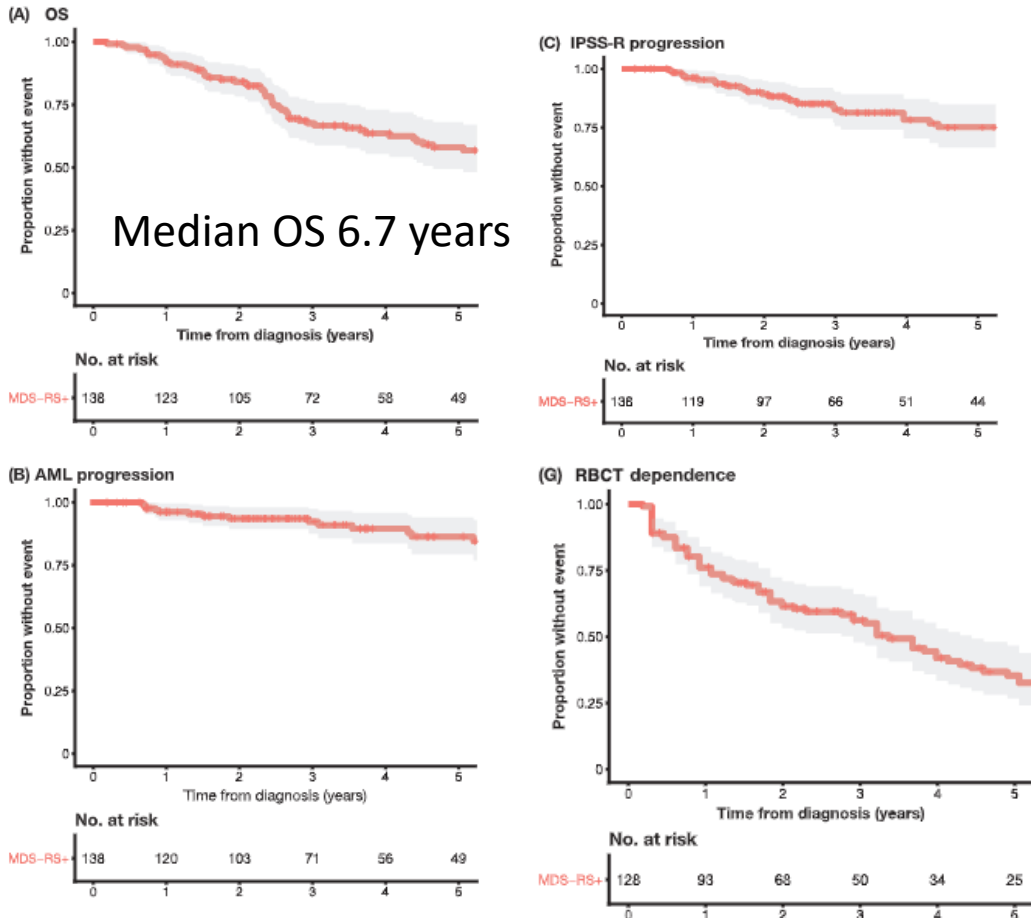 (A) OS
Proportion without event
1.00
0.75
0.50
0.25
0
Median OS 6.7 years
0 1 2 3 4 5
Time from diagnosis (years)
No. at risk
MDS-RS+ 138 123 105 72 58 49
0 1 2 3 4 5
(C) IPSS-R progression
Proportion without event
1.00
0.75
0.50
0.25
0
0 1 2 3 4 5
Time from diagnosis (years)
No. at risk
MDS-RS+ 138 119 97 66 51 44
0 1 2 3 4 5
(B) AML progression
Proportion without event
1.00
0.75
0.50
0.25
0
0 1 2 3 4 5
Time from diagnosis (years)
No. at risk
MDS-RS+ 138 120 103 71 56 49
0 1 2 3 4 5
(G) RBCT dependence
Proportion without event
1.00
0.75
0.50
0.25
0
0 1 2 3 4 5
Time from diagnosis (years)
No. at risk
MDS-RS+ 128 93 68 50 34 25
0 1 2 3 4 5